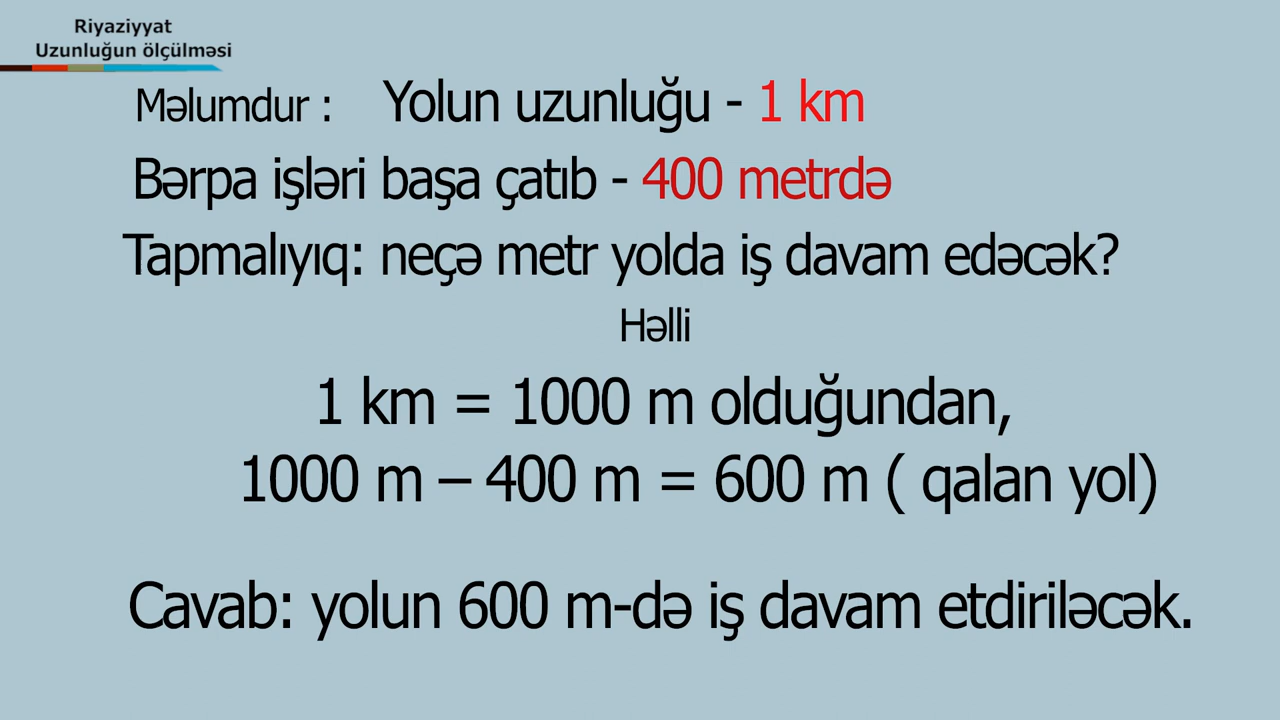 Riyaziyyat
Uzunluğun ölçülməsi
Məlumdur : Yolun uzunluğu - 1 km
Bərpa işləri başa çatıb - 400 metrdə
Tapmalıyıq: neçə metr yolda iş davam edəcək?
Həlli
1 km = 1000 m olduğundan,
1000 m – 400 m = 600 m ( qalan yol)
Cavab: yolun 600 m-də iş davam etdiriləcək.